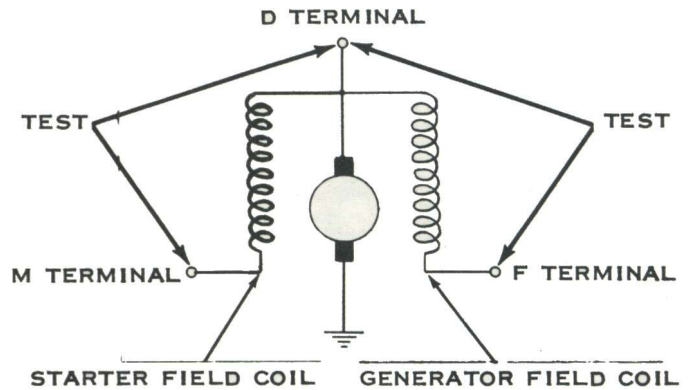 D TERMINAL
TEST
TEST
M TERMINAL
F TERMINAL
STARTER FIELD COIL
GENERATOR FIELD COIL